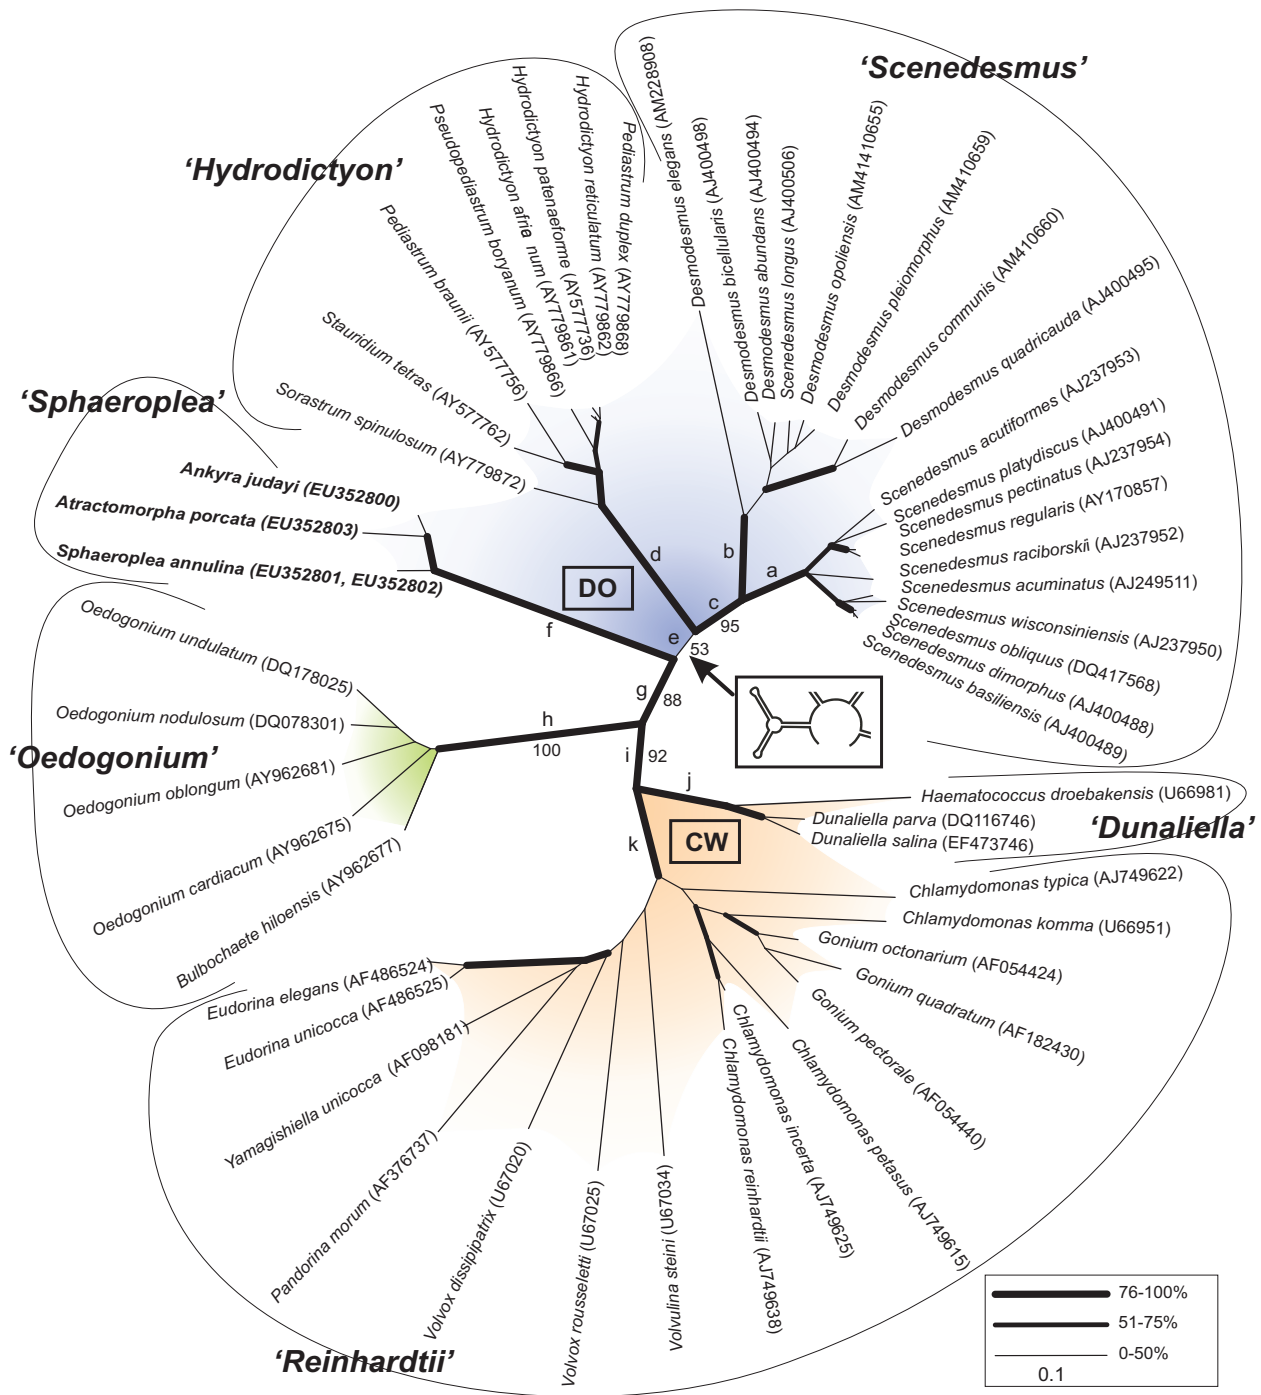 'Scenedesmus'
'Hydrodictyon'
'Sphaeroplea'
'Oedogonium'
'Dunaliella'
'Reinhardtii'
Desmodesmus elegans (AM228908)
Desmodesmus bicellularis (AJ400498)
Desmodesmus abundans (AJ400494)
Scenedesmus longus (AJ400506)
Desmodesmus opoliensis (AM41410655)
Desmodesmus pleiomorphus (AM410659)
Desmodesmus communis (AM410660)
Desmodesmus quadricauda (AJ400495)
Scenedesmus acutiformes (AJ237953)
Scenedesmus platydiscus (AJ400491)
Scenedesmus pectinatus (AJ237954)
Scenedesmus regularis (AY170857)
Scenedesmus raciborskii (AJ237952)
Scenedesmus acuminatus (AJ249511)
Scenedesmus wisconsiniensis (AJ237950)
Scenedesmus obliquus (DQ417568)
Scenedesmus dimorphus (AJ400488)
Scenedesmus basiliensis (AJ400489)
Pediastrum duplex (AY779868)
Hydrodictyon reticulatum (AY779862)
Hydrodictyon patenaeforme (AY577736)
Hydrodictyon africa num (AY779861)
Pseudopediastrum boryanum (AY779866)
Pediastrum braunii (AY577756)
Stauridium tetras (AY577762)
Sorastrum spinulosum (AY779872)
Ankyra judayi (EU352800)
Atractomorpha porcata (EU352803)
Sphaeroplea annulina (EU352801, EU352802)
Oedogonium undulatum (DQ178025)
Oedogonium nodulosum (DQ078301)
Oedogonium oblongum (AY962681)
Oedogonium cardiacum (AY962675)
Bulbochaete hiloensis (AY962677)
Haematococcus droebakensis (U66981)
Dunaliella parva (DQ116746)
Dunaliella salina (EF473746)
Chlamydomonas typica (AJ749622)
Chlamydomonas komma (U66951)
Gonium octonarium (AF054424)
Gonium quadratum (AF182430)
Gonium pectorale (AF054440)
Chlamydomonas petasus (AJ749615)
Chlamydomonas incerta (AJ749625)
Chlamydomonas reinhardtii (AJ749638)
Volvulina steini (U67034)
Volvox rousseletti (U67025)
Volvox dissipipatrix (U67020)
Pandorina morum (AF376737)
Yamagishiella unicocca (AF098181)
Eudorina unicocca (AF486525)
Eudorina elegans (AF486524)
DO
CW
a
b
c
95
d
e
53
f
g
88
h
100
i
92
j
k
76-100%
51-75%
0-50%
0.1